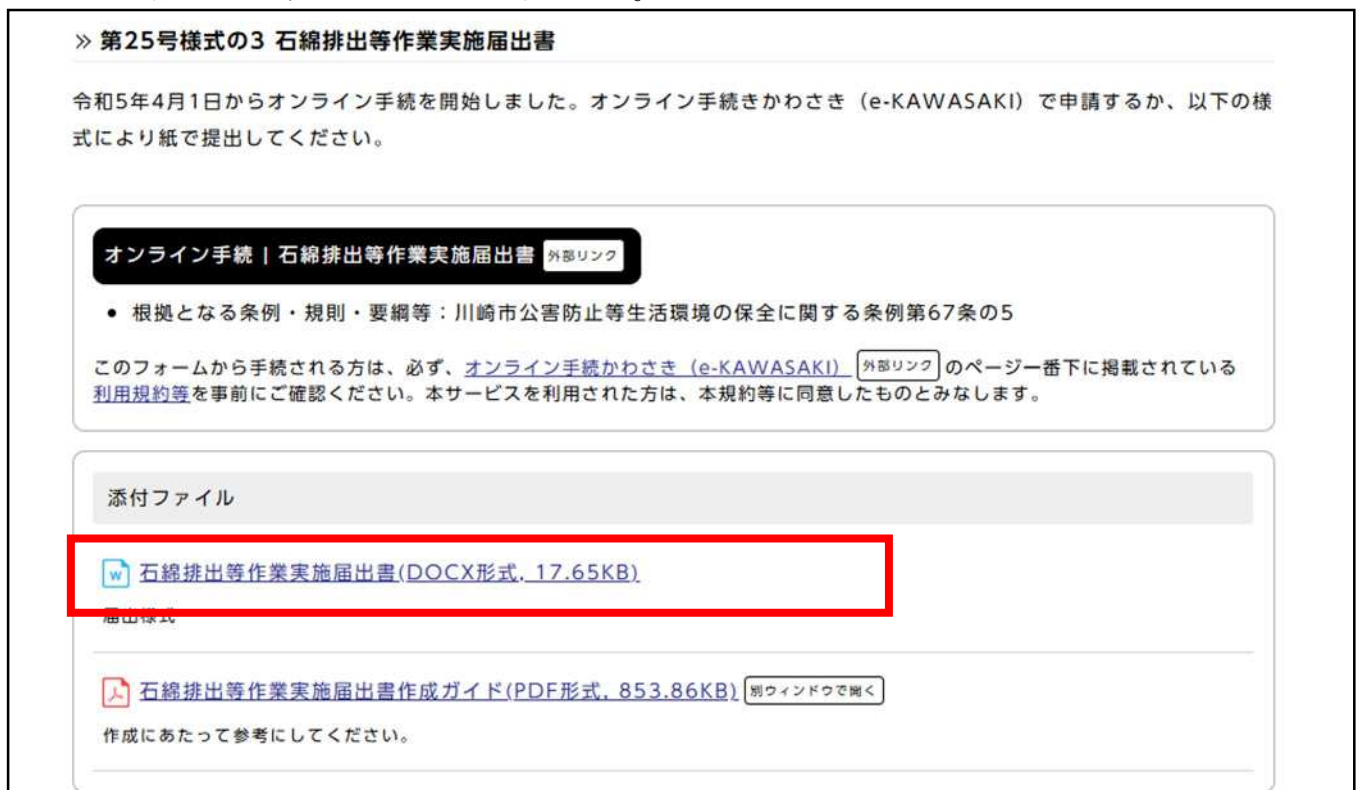 » 第25号様式の3 石綿排出等作業実施届出書
令和5年4月1日からオンライン手続を開始しました。オンライン手続きかわさき（e-KAWASAKI）で申請するか、以下の様
式により紙で提出してください。
オンライン手続 | 石綿排出等作業実施届出書 外部リンク
• 根拠となる条例・規則・要綱等：川崎市公害防止等生活環境の保全に関する条例第67条の5
このフォームから手続される方は、必ず、オンライン手続かわさき（e-KAWASAKI） 外部リンク のページ一番下に掲載されている
利用規約等を事前にご確認ください。本サービスを利用された方は、本規約等に同意したものとみなします。
添付ファイル
W 石綿排出等作業実施届出書(DOCX形式, 17.65KB)
届出様式
石綿排出等作業実施届出書作成ガイド(PDF形式, 853.86KB) 別ウィンドウで開く
作成にあたって参考にしてください。